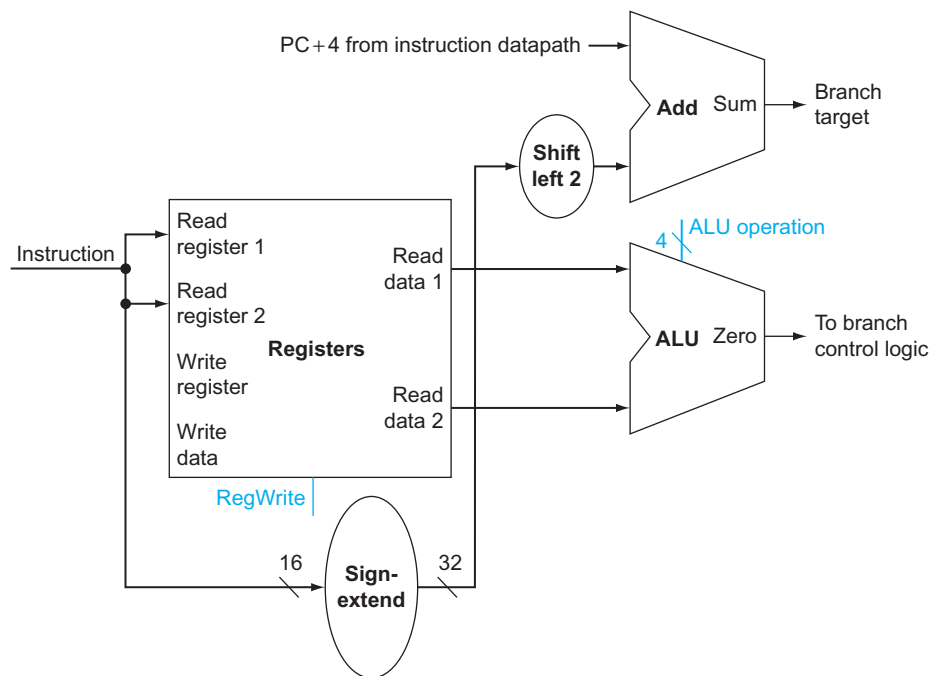 PC+4 from instruction datapath
Add
Sum
Branch
target
Shift
left 2
Instruction
Read
register 1
Read
register 2
Write
register
Write
data
Registers
Read
data 1
Read
data 2
RegWrite
4
ALU operation
ALU
Zero
To branch
control logic
16
Sign-
extend
32